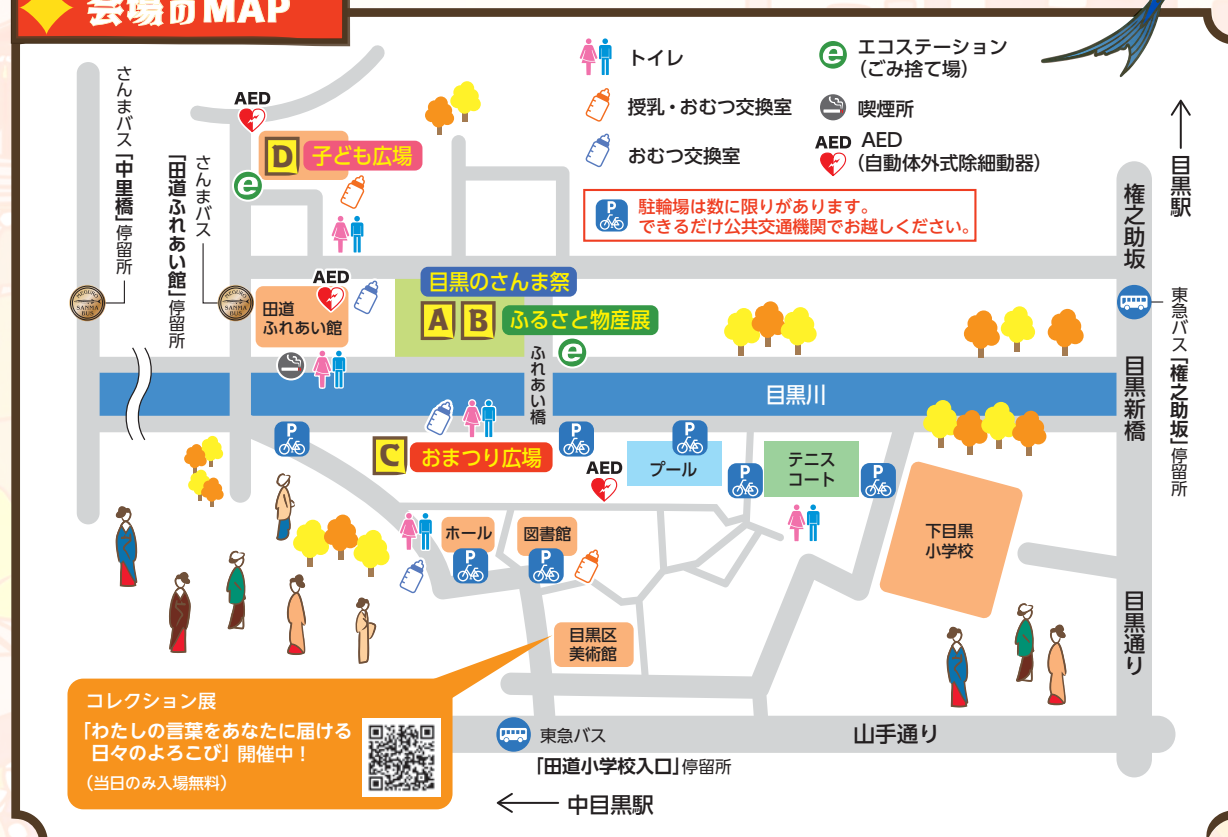 会場のMAP
トイレ
授乳・おむつ交換室
おむつ交換室
e
エコステーション
(ごみ捨て場)
喫煙所
AED
AED
(自動体外式除細動器)
P
駐輪場は数に限りがあります。
できるだけ公共交通機関でお越しください。
目黒駅
さんまバス
「中里橋」停留所
MEGURO
SANMA
BUS
さんまバス
「田道ふれあい館」停留所
MEGURO
SANMA
BUS
AED
D 子ども広場
e
AED
田道
ふれあい館
目黒のさんま祭
A B ふるさと物産展
e
ふれあい橋
目黒川
権之助坂
東急バス「権之助坂」停留所
目黒新橋
目黒通り
P
C おまつり広場
P
AED
P
プール
P
テニス
コート
P
ホール
P
図書館
P
下目黒
小学校
目黒区
美術館
コレクション展
「わたしの言葉をあなたに届ける
日々のよろこび」開催中！
(当日のみ入場無料)
東急バス
「田道小学校入口」停留所
山手通り
中目黒駅